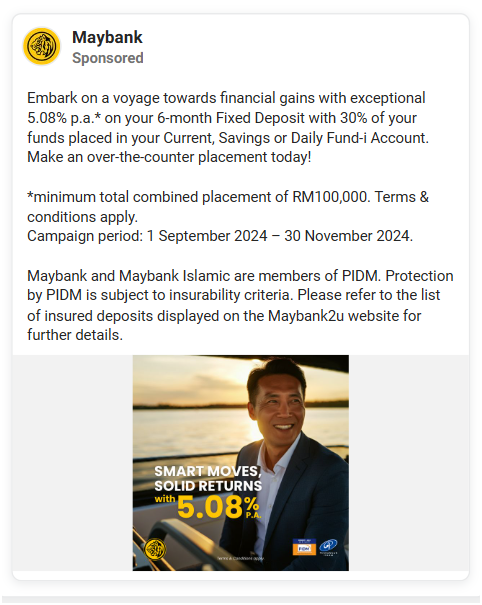 Maybank
Sponsored
Embark on a voyage towards financial gains with exceptional
5.08% p.a.* on your 6-month Fixed Deposit with 30% of your
funds placed in your Current, Savings or Daily Fund-i Account.
Make an over-the-counter placement today!
*minimum total combined placement of RM100,000. Terms &
conditions apply.
Campaign period: 1 September 2024 – 30 November 2024.
Maybank and Maybank Islamic are members of PIDM. Protection
by PIDM is subject to insurability criteria. Please refer to the list
of insured deposits displayed on the Maybank2u website for
further details.
SMART MOVES,
SOLID RETURNS
with 5.08%
P.A.
PIDM
Terms & Conditions apply